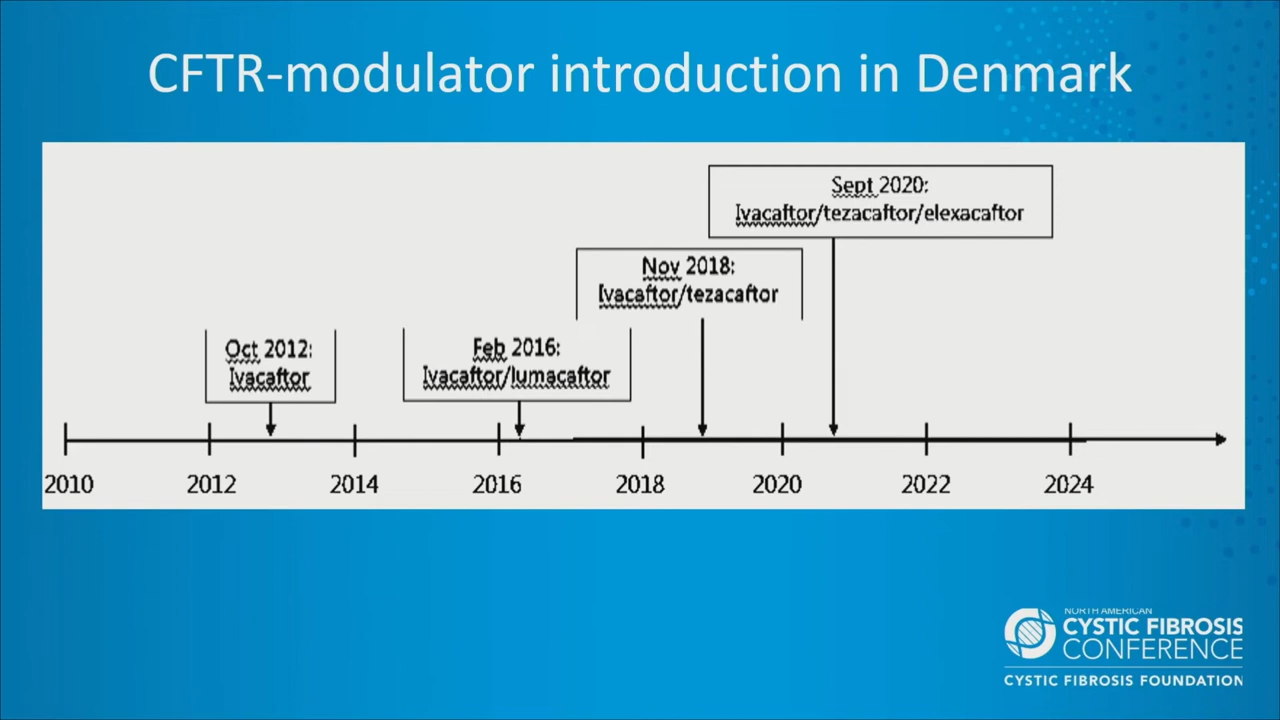 CFTR-modulator introduction in Denmark
Sept 2020:
Ivacaftor/tezacaftor/elexacaftor
Nov 2018:
Ivacaftor/tezacaftor
Oct 2012:
Ivacaftor
Feb 2016:
Ivacaftor/lumacaftor
2010 2012 2014 2016 2018 2020 2022 2024
NORTH AMERICAN
CYSTIC FIBROSIS
CONFERENCE
CYSTIC FIBROSIS FOUNDATION